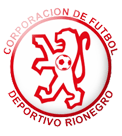 CORPORACION DE FUTBOL
DEPORTIVO RIONEGRO